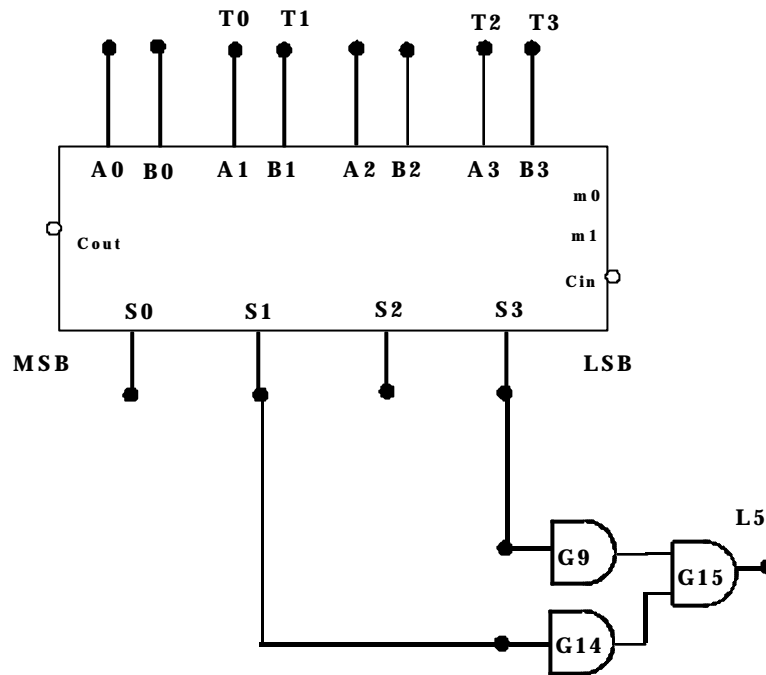 T0 T1 T2 T3
A0 B0 A1 B1 A2 B2 A3 B3
m0
m1
Cout
Cin
S0 S1 S2 S3
MSB LSB
L5
G9
G15
G14